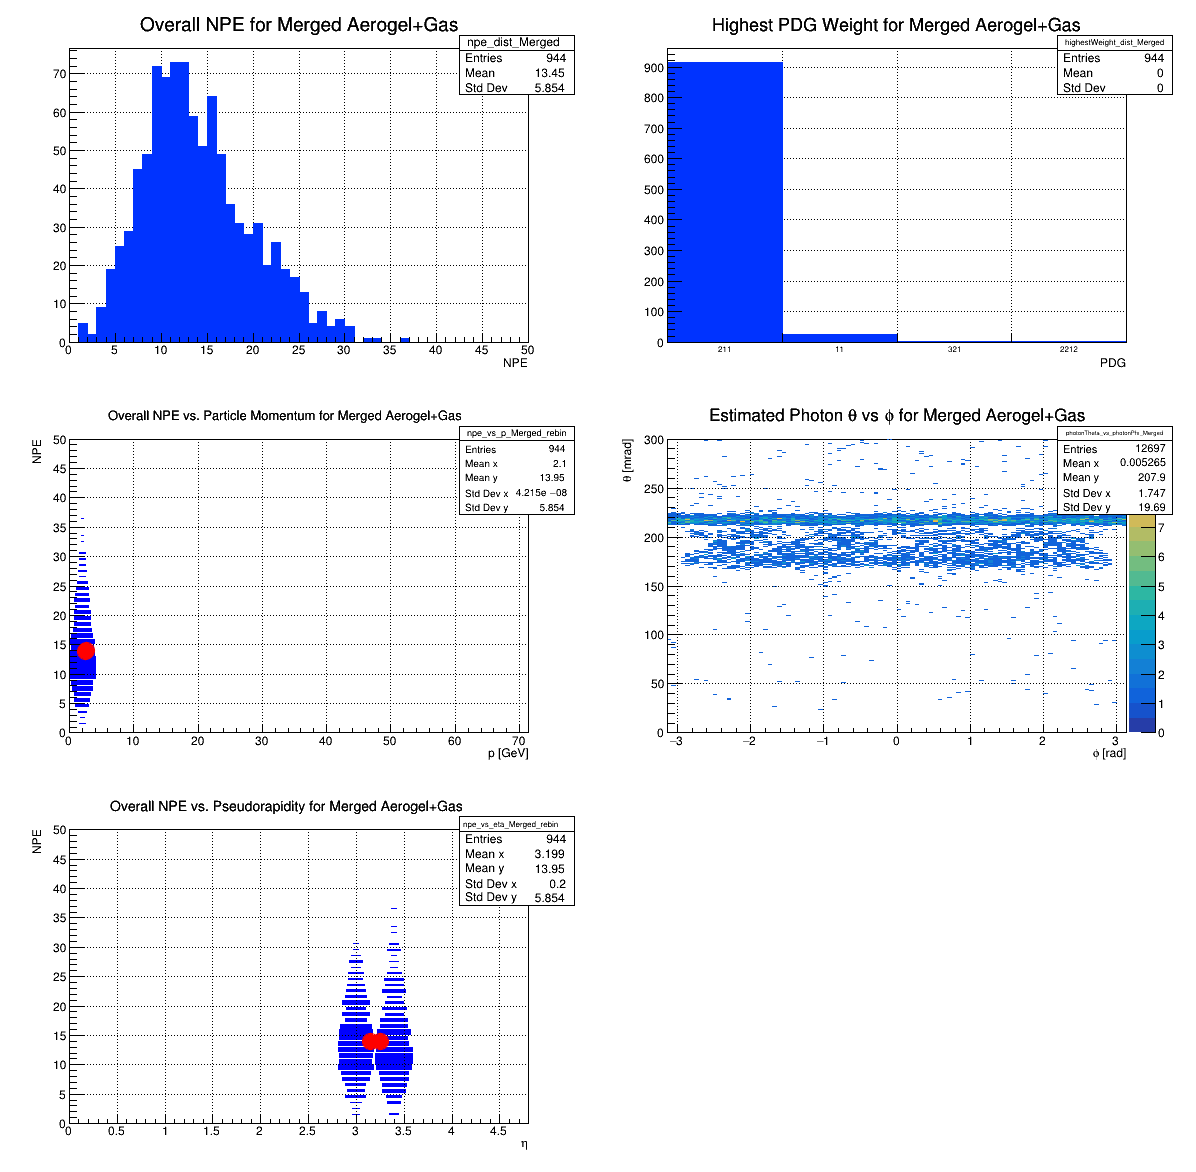 Overall NPE for Merged Aerogel+Gas
npe_dist_Merged
Entries 944
Mean 13.45
Std Dev 5.854
70
60
50
40
30
20
10
0
0 5 10 15 20 25 30 35 40 45 50
NPE
Highest PDG Weight for Merged Aerogel+Gas
highestWeight_dist_Merged
Entries 944
Mean 0
Std Dev 0
900
800
700
600
500
400
300
200
100
0
211 11 321 2212
PDG
Overall NPE vs. Particle Momentum for Merged Aerogel+Gas
npe_vs_p_Merged_rebin
Entries 944
Mean x 2.1
Mean y 13.95
Std Dev x 4.215e −08
Std Dev y 5.854
NPE
50
45
40
35
30
25
20
15
10
5
0
0 10 20 30 40 50 60 70
p [GeV]
Estimated Photon θ vs ϕ for Merged Aerogel+Gas
photonTheta_vs_photonPhi_Merged
Entries 12697
Mean x 0.005265
Mean y 207.9
Std Dev x 1.747
Std Dev y 19.69
θ [mrad]
300
250
200
150
100
50
0
−3 −2 −1 0 1 2 3
ϕ [rad]
7
6
5
4
3
2
1
0
Overall NPE vs. Pseudorapidity for Merged Aerogel+Gas
npe_vs_eta_Merged_rebin
Entries 944
Mean x 3.199
Mean y 13.95
Std Dev x 0.2
Std Dev y 5.854
NPE
50
45
40
35
30
25
20
15
10
5
0
0 0.5 1 1.5 2 2.5 3 3.5 4 4.5
η